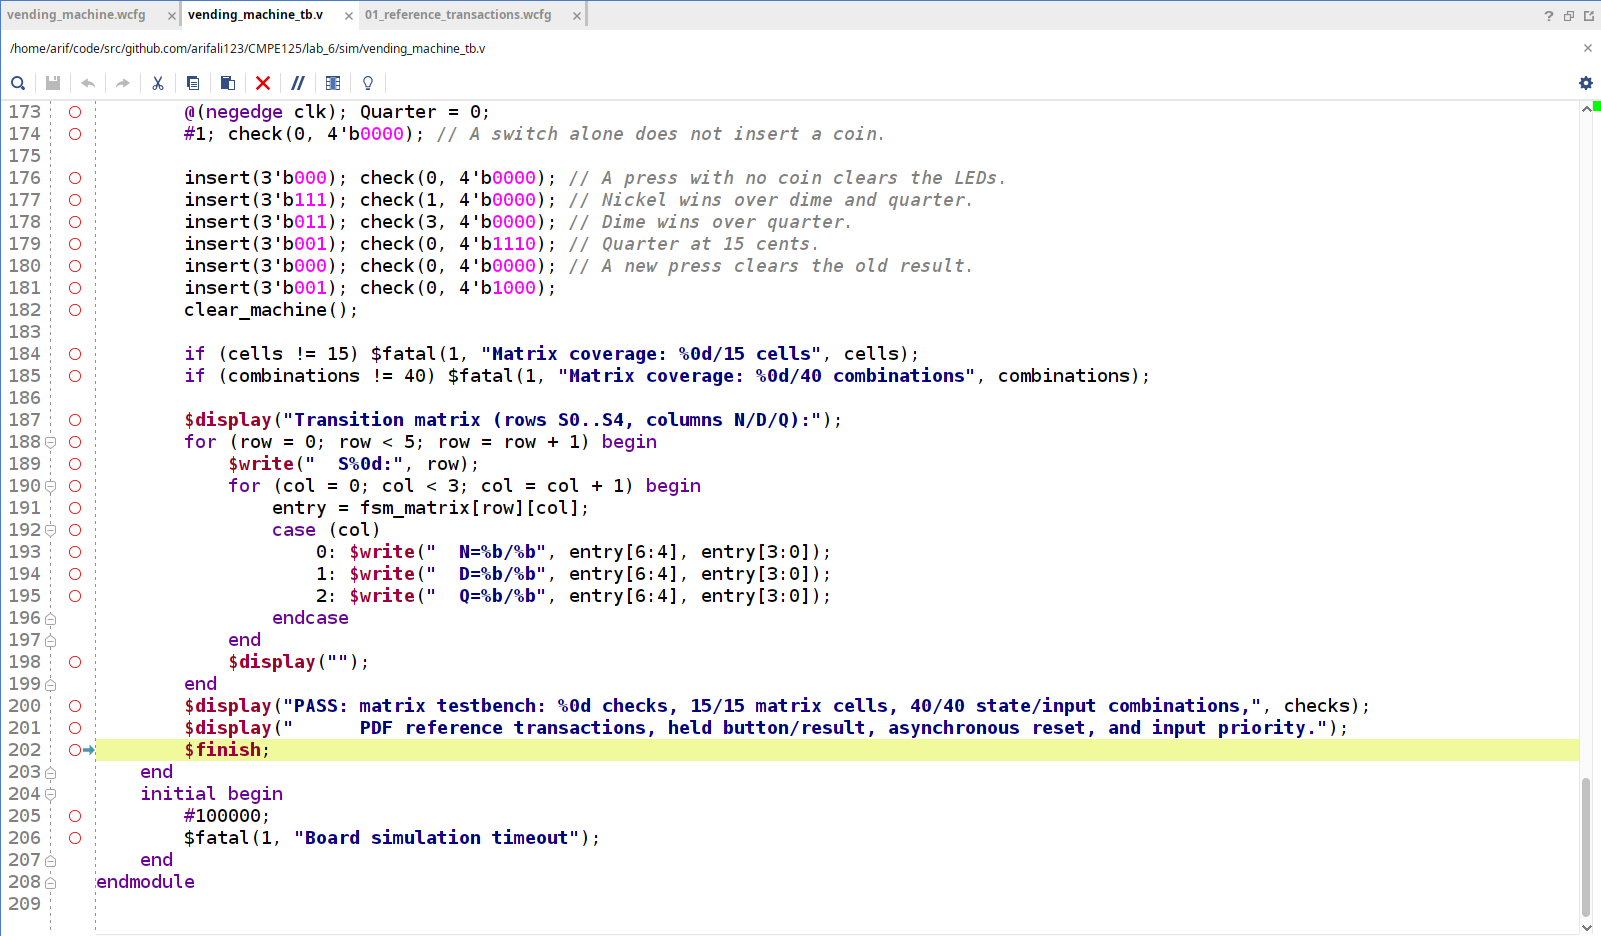 vending_machine.wcfg × vending_machine_tb.v × 01_reference_transactions.wcfg ×
/home/arif/code/src/github.com/arifali123/CMPE125/lab_6/sim/vending_machine_tb.v
173 @(negedge clk); Quarter = 0;
174 #1; check(0, 4'b0000); // A switch alone does not insert a coin.
175
176 insert(3'b000); check(0, 4'b0000); // A press with no coin clears the LEDs.
177 insert(3'b111); check(1, 4'b0000); // Nickel wins over dime and quarter.
178 insert(3'b011); check(3, 4'b0000); // Dime wins over quarter.
179 insert(3'b001); check(0, 4'b1110); // Quarter at 15 cents.
180 insert(3'b000); check(0, 4'b0000); // A new press clears the old result.
181 insert(3'b001); check(0, 4'b1000);
182 clear_machine();
183
184 if (cells != 15) $fatal(1, "Matrix coverage: %0d/15 cells", cells);
185 if (combinations != 40) $fatal(1, "Matrix coverage: %0d/40 combinations", combinations);
186
187 $display("Transition matrix (rows S0..S4, columns N/D/Q):");
188 for (row = 0; row < 5; row = row + 1) begin
189 $write("  S%0d:", row);
190 for (col = 0; col < 3; col = col + 1) begin
191 entry = fsm_matrix[row][col];
192 case (col)
193 0: $write("  N=%b/%b", entry[6:4], entry[3:0]);
194 1: $write("  D=%b/%b", entry[6:4], entry[3:0]);
195 2: $write("  Q=%b/%b", entry[6:4], entry[3:0]);
196 endcase
197 end
198 $display("");
199 end
200 $display("PASS: matrix testbench: %0d checks, 15/15 matrix cells, 40/40 state/input combinations,", checks);
201 $display("      PDF reference transactions, held button/result, asynchronous reset, and input priority.");
202 $finish;
203 end
204 initial begin
205 #100000;
206 $fatal(1, "Board simulation timeout");
207 end
208 endmodule
209